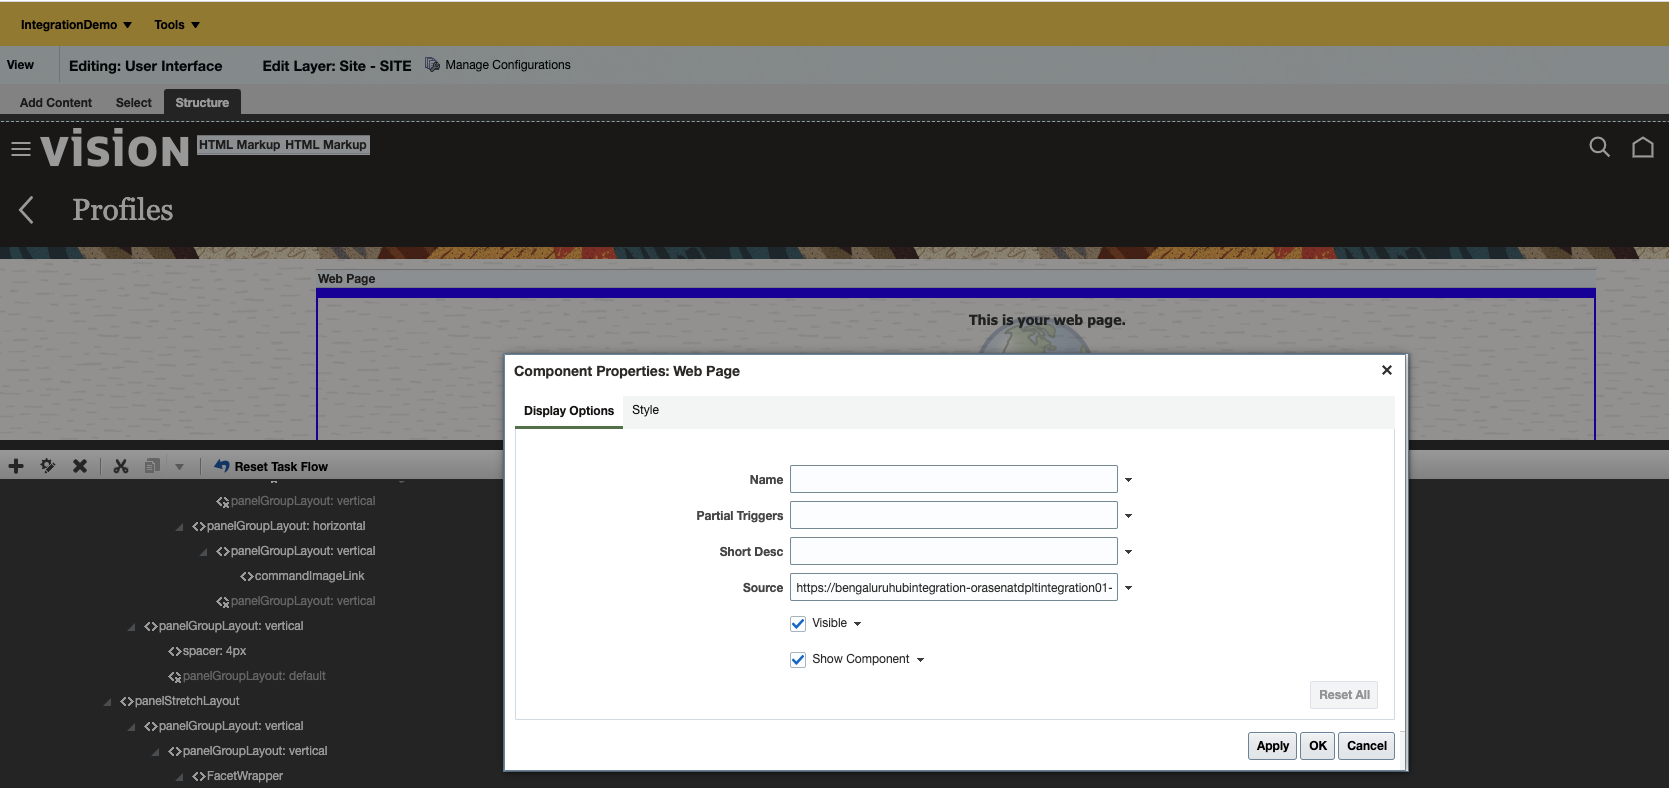 IntegrationDemo Tools
View Editing: User Interface Edit Layer: Site - SITE Manage Configurations
Add Content Select Structure
VISION HTML Markup HTML Markup
Profiles
Web Page
This is your web page.
Component Properties: Web Page
Display Options Style
Name
Partial Triggers
Short Desc
Source https://bengaluruhubintegration-orasenatdpltintegration01-
Visible
Show Component
Reset All
Apply OK Cancel
Reset Task Flow
panelGroupLayout: vertical
panelGroupLayout: horizontal
panelGroupLayout: vertical
commandImageLink
panelGroupLayout: vertical
panelGroupLayout: vertical
spacer: 4px
panelGroupLayout: default
panelStretchLayout
panelGroupLayout: vertical
panelGroupLayout: vertical
FacetWrapper